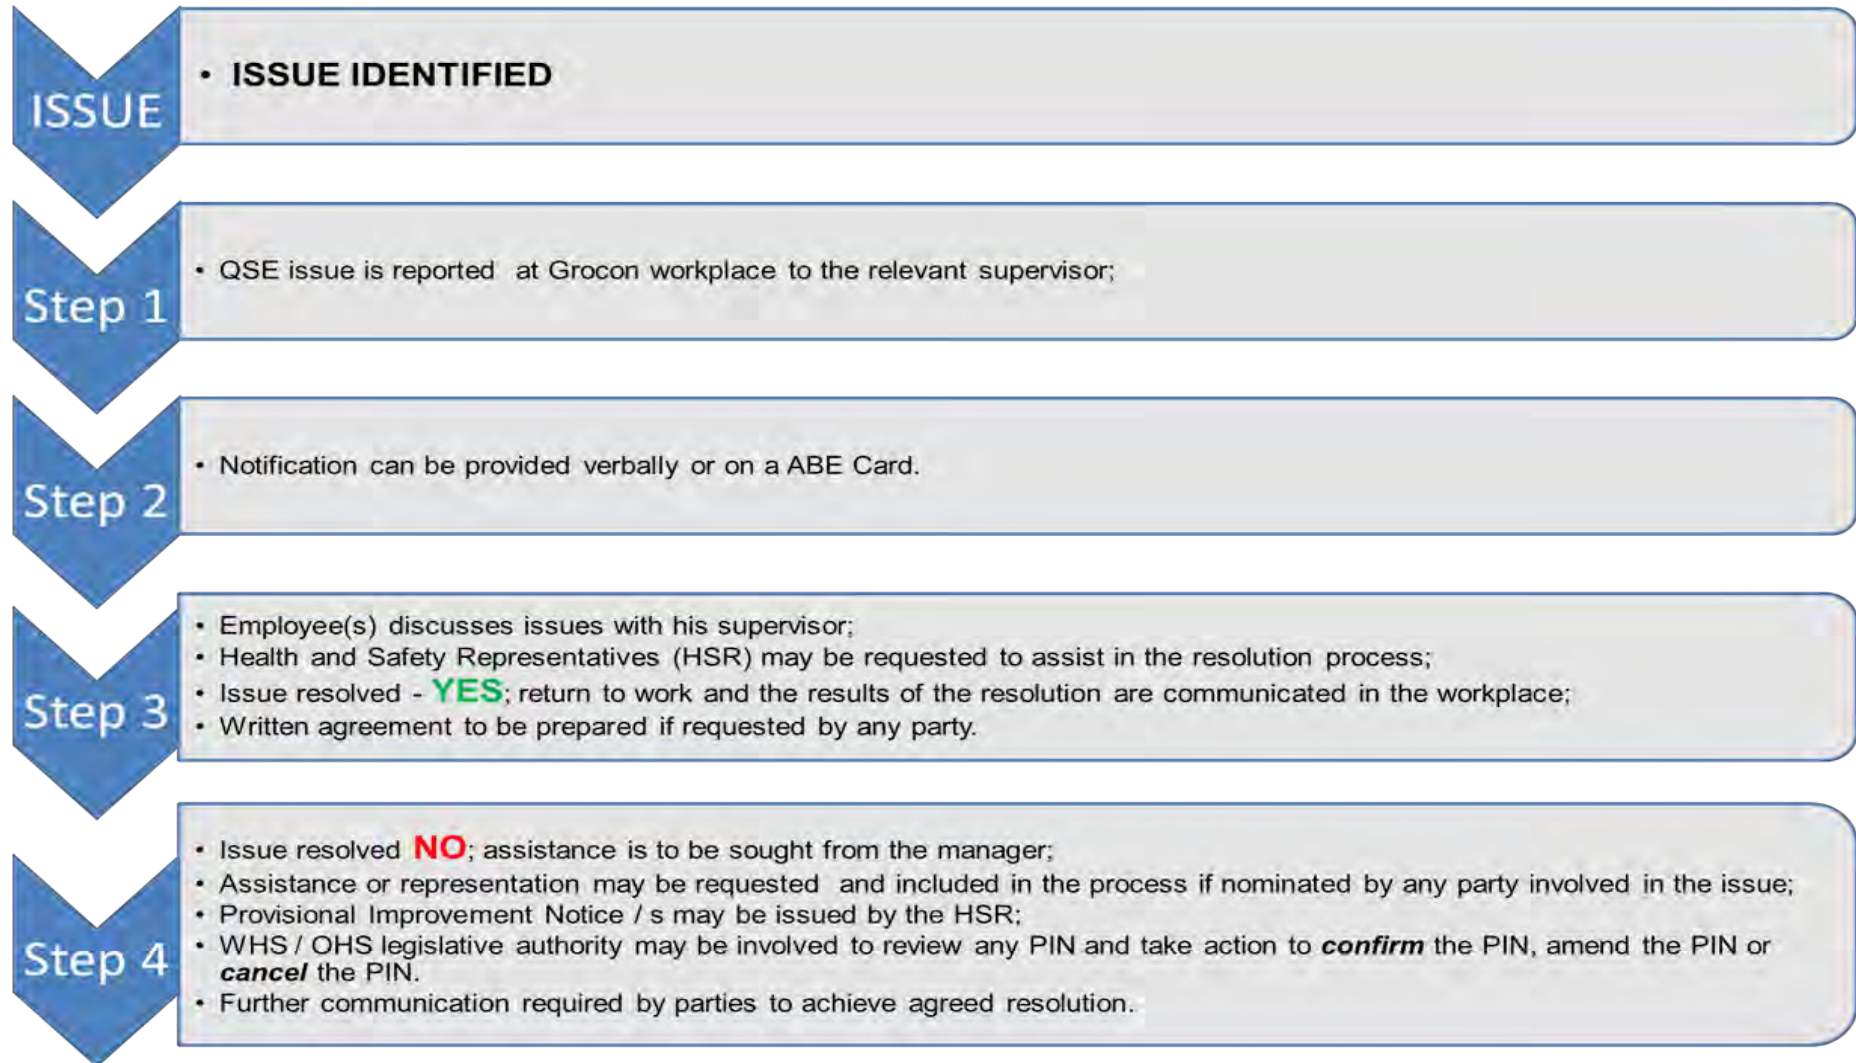 ISSUE
• ISSUE IDENTIFIED
Step 1
• QSE issue is reported at Grocon workplace to the relevant supervisor;
Step 2
• Notification can be provided verbally or on a ABE Card.
Step 3
• Employee(s) discusses issues with his supervisor;
• Health and Safety Representatives (HSR) may be requested to assist in the resolution process;
• Issue resolved - YES; return to work and the results of the resolution are communicated in the workplace;
• Written agreement to be prepared if requested by any party.
Step 4
• Issue resolved NO; assistance is to be sought from the manager;
• Assistance or representation may be requested and included in the process if nominated by any party involved in the issue;
• Provisional Improvement Notice / s may be issued by the HSR;
• WHS / OHS legislative authority may be involved to review any PIN and take action to confirm the PIN, amend the PIN or
cancel the PIN.
• Further communication required by parties to achieve agreed resolution.